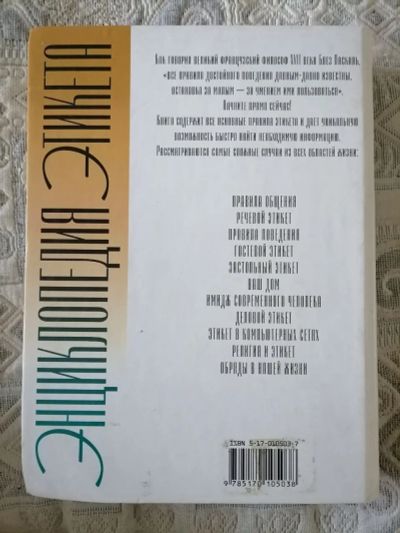 ЭНЦИКЛОПЕДИЯ ЭТИКЕТА
Как говорил великий французский философ XVII века Блез Паскаль,
«все правила достойного поведения давным-давно известны,
остановка за малым — за умением ими пользоваться».
Начните прямо сейчас!
Книга содержит все основные правила этикета и дает уникальную
возможность быстро найти необходимую информацию.
Рассматриваются самые сложные случаи из всех областей жизни:
ПРАВИЛА ОБЩЕНИЯ
РЕЧЕВОЙ ЭТИКЕТ
ПРАВИЛА ПОВЕДЕНИЯ
ГОСТЕВОЙ ЭТИКЕТ
ЗАСТОЛЬНЫЙ ЭТИКЕТ
ВАШ ДОМ
ИМИДЖ СОВРЕМЕННОГО ЧЕЛОВЕКА
ДЕЛОВОЙ ЭТИКЕТ
ЭТИКЕТ В КОМПЬЮТЕРНЫХ СЕТЯХ
РЕЛИГИЯ И ЭТИКЕТ
ОБРЯДЫ В НАШЕЙ ЖИЗНИ
ISBN 5-17-010503-7
9 785170 105038